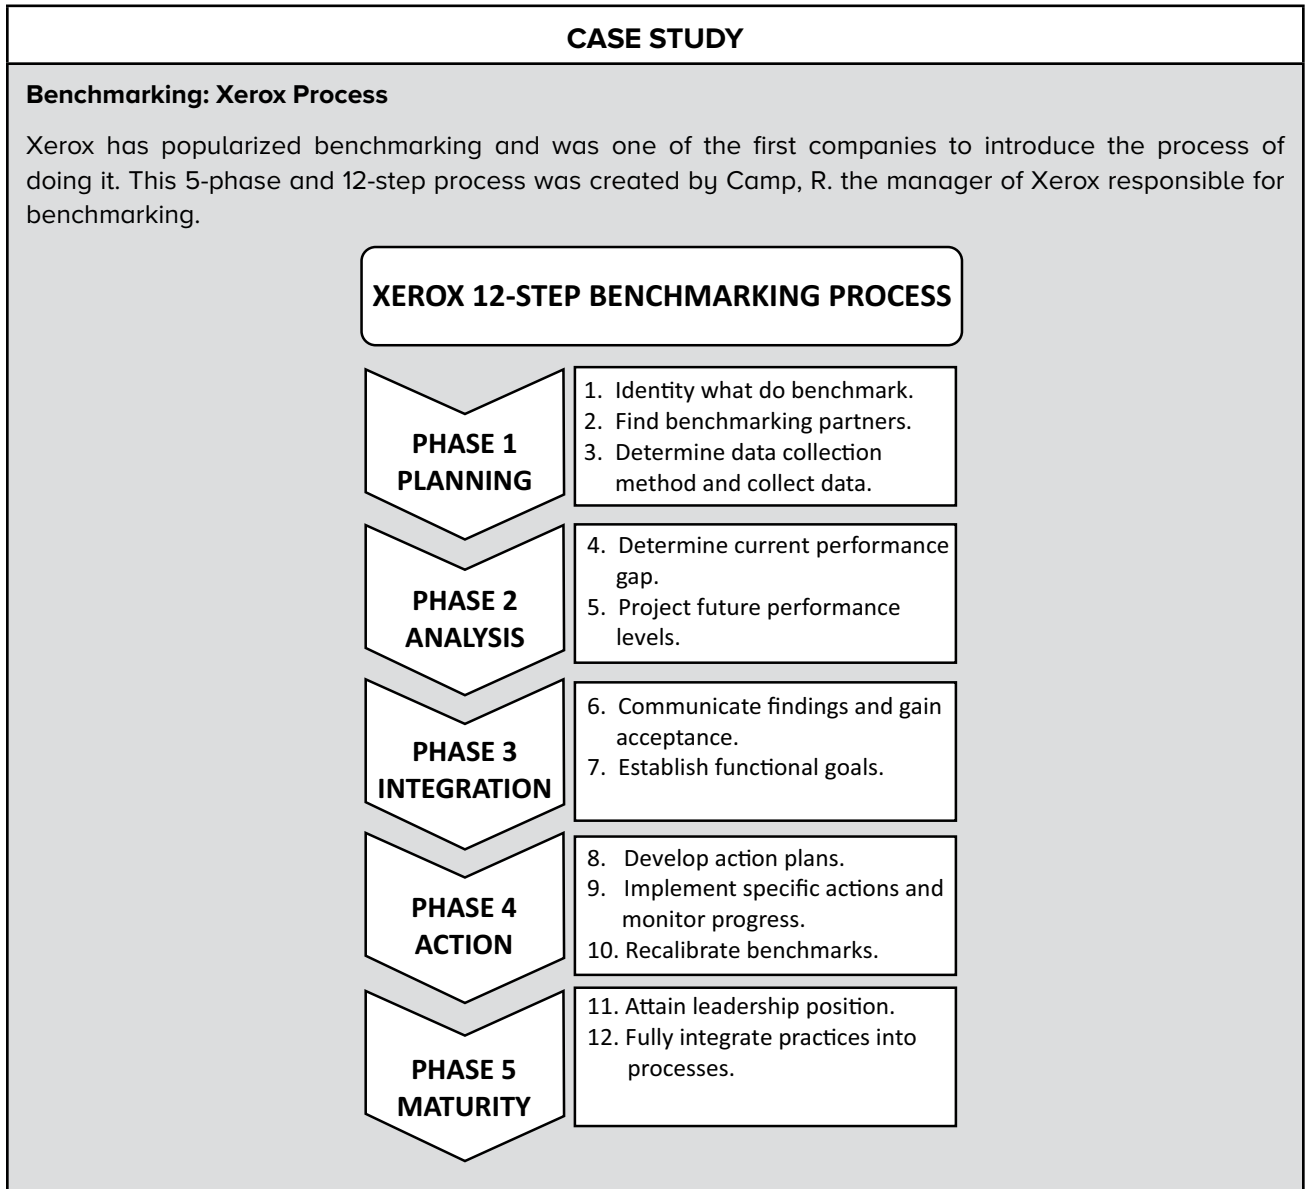 CASE STUDY
Benchmarking: Xerox Process
Xerox has popularized benchmarking and was one of the first companies to introduce the process of
doing it. This 5-phase and 12-step process was created by Camp, R. the manager of Xerox responsible for
benchmarking.
XEROX 12-STEP BENCHMARKING PROCESS
PHASE 1
PLANNING
1. Identity what do benchmark.
2. Find benchmarking partners.
3. Determine data collection
method and collect data.
PHASE 2
ANALYSIS
4. Determine current performance
gap.
5. Project future performance
levels.
PHASE 3
INTEGRATION
6. Communicate findings and gain
acceptance.
7. Establish functional goals.
PHASE 4
ACTION
8. Develop action plans.
9. Implement specific actions and
monitor progress.
10. Recalibrate benchmarks.
PHASE 5
MATURITY
11. Attain leadership position.
12. Fully integrate practices into
processes.